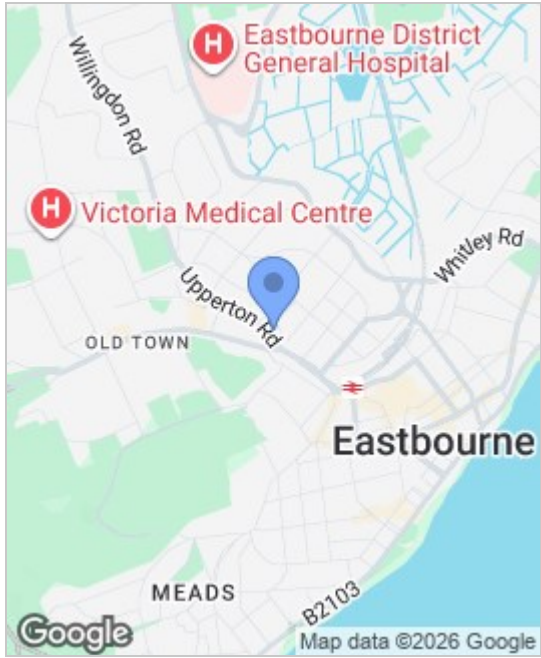 H
Eastbourne District
General Hospital
Willingdon Rd
H
Victoria Medical Centre
Whitley Rd
Upperton Rd
OLD TOWN
Eastbourne
MEADS
B2103
Google
Map data ©2026 Google